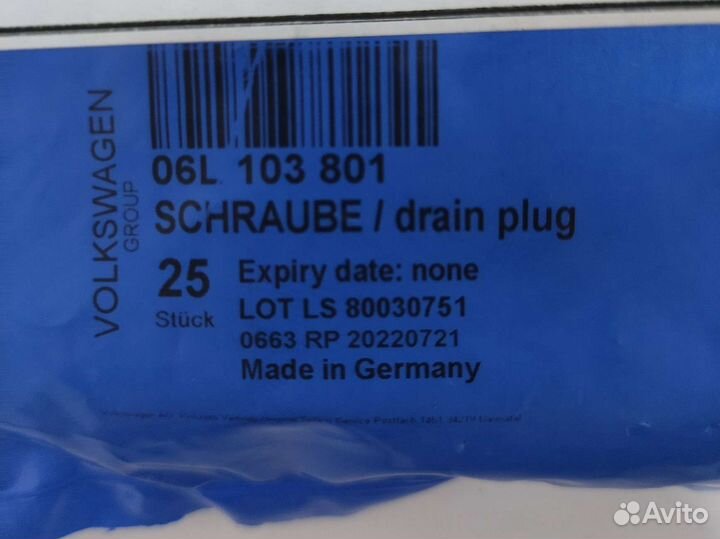 VOLKSWAGEN
GROUP
06L 103 801
SCHRAUBE / drain plug
25
Stück
Expiry date: none
LOT LS 80030751
0663 RP 20220721
Made in Germany
Avito